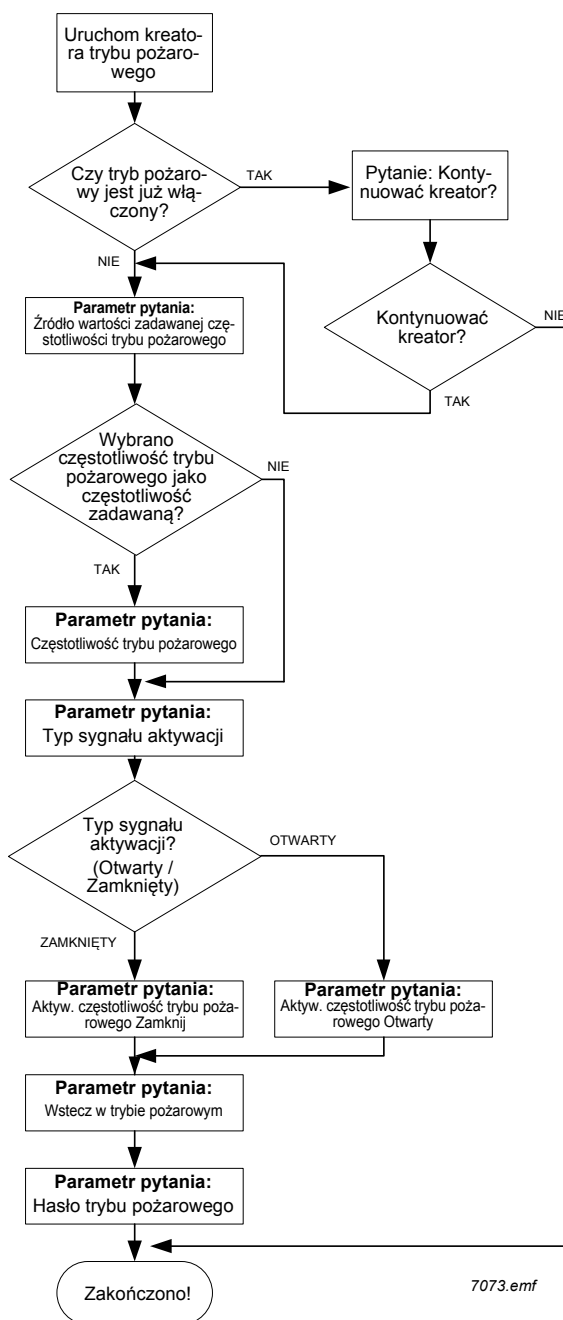 Uruchom kreato-
ra trybu pożaro-
wego
Czy tryb pożaro-
wy jest już włą-
czony?
TAK
Pytanie: Konty-
nuować kreator?
NIE
Parametr pytania:
Źródło wartości zadawanej czę-
stotliwości trybu pożarowego
Kontynuować
kreator?
NIE
TAK
Wybrano
częstotliwość trybu
pożarowego jako
częstotliwość
zadawaną?
NIE
TAK
Parametr pytania:
Częstotliwość trybu pożarowego
Parametr pytania:
Typ sygnału aktywacji
Typ sygnału
aktywacji?
(Otwarty /
Zamknięty)
OTWARTY
ZAMKNIĘTY
Parametr pytania:
Aktyw. częstotliwość trybu poża-
rowego Zamknij
Parametr pytania:
Aktyw. częstotliwość trybu poża-
rowego Otwarty
Parametr pytania:
Wstecz w trybie pożarowym
Parametr pytania:
Hasło trybu pożarowego
Zakończono!
7073.emf